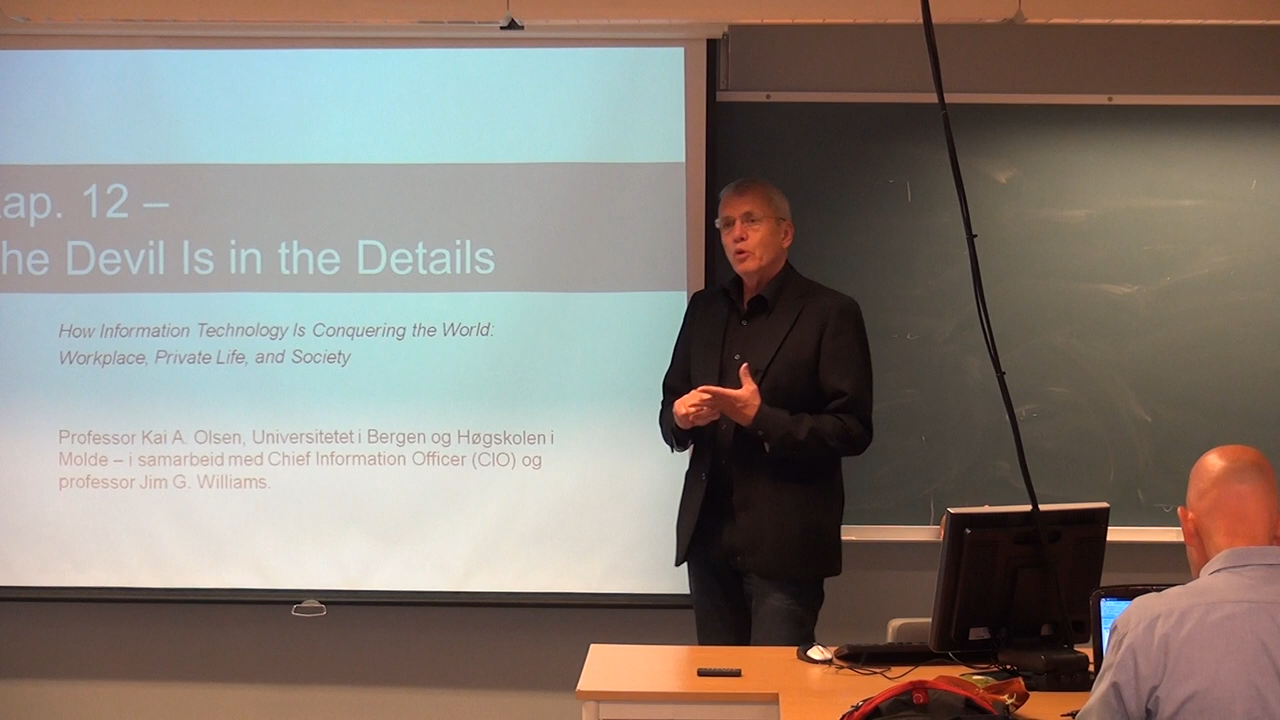 ap. 12 –
he Devil Is in the Details
How Information Technology Is Conquering the World:
Workplace, Private Life, and Society
Professor Kai A. Olsen, Universitetet i Bergen og Høgskolen i
Molde – i samarbeid med Chief Information Officer (CIO) og
professor Jim G. Williams.